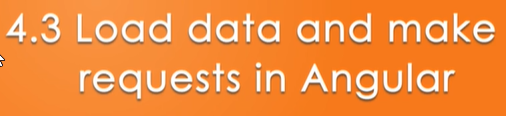 4.3 Load data and make
requests in Angular